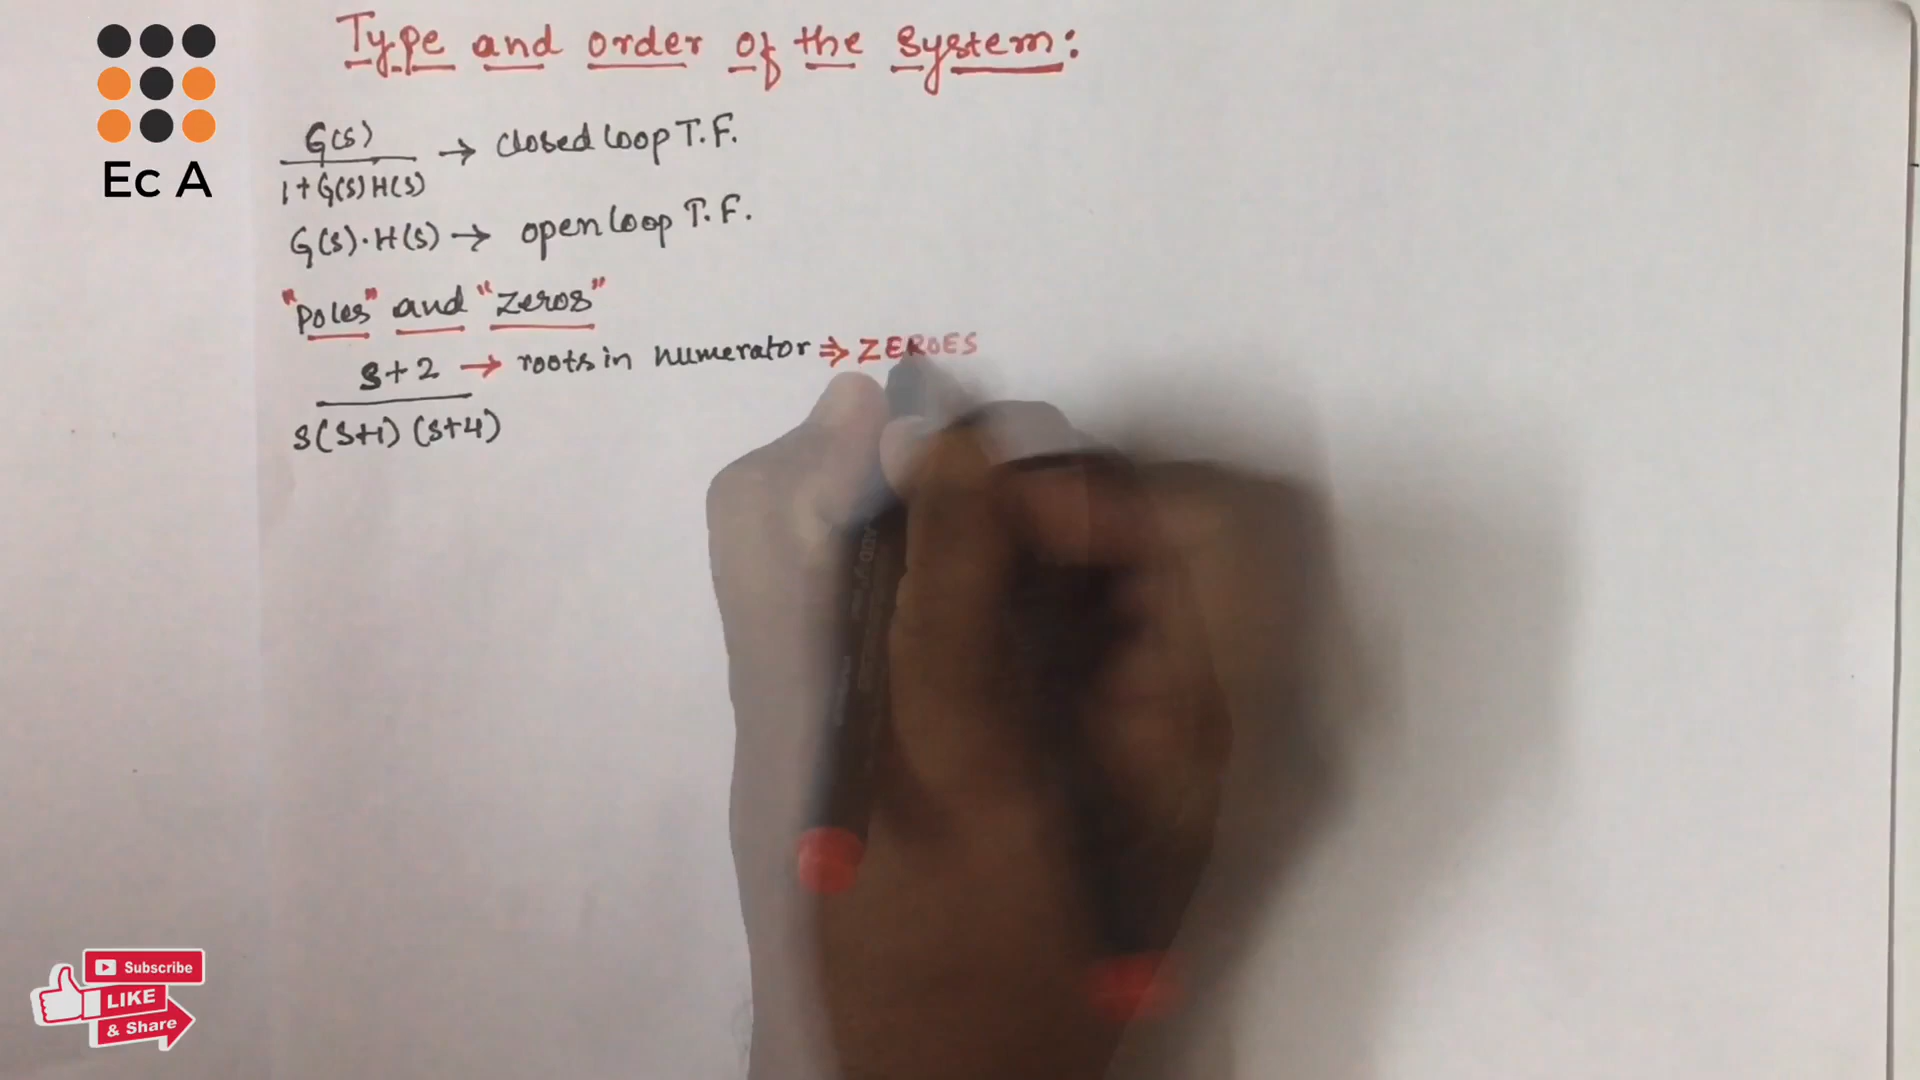 Type and order of the system:
Ec A
G(s)
1+G(s)H(s)
→ closed loop T.F.
G(s)·H(s) → open loop T.F.
"Poles" and "Zeros"
s+2 → roots in numerator ⇒ ZEROES
s(s+1)(s+4)
Subscribe
LIKE
& Share